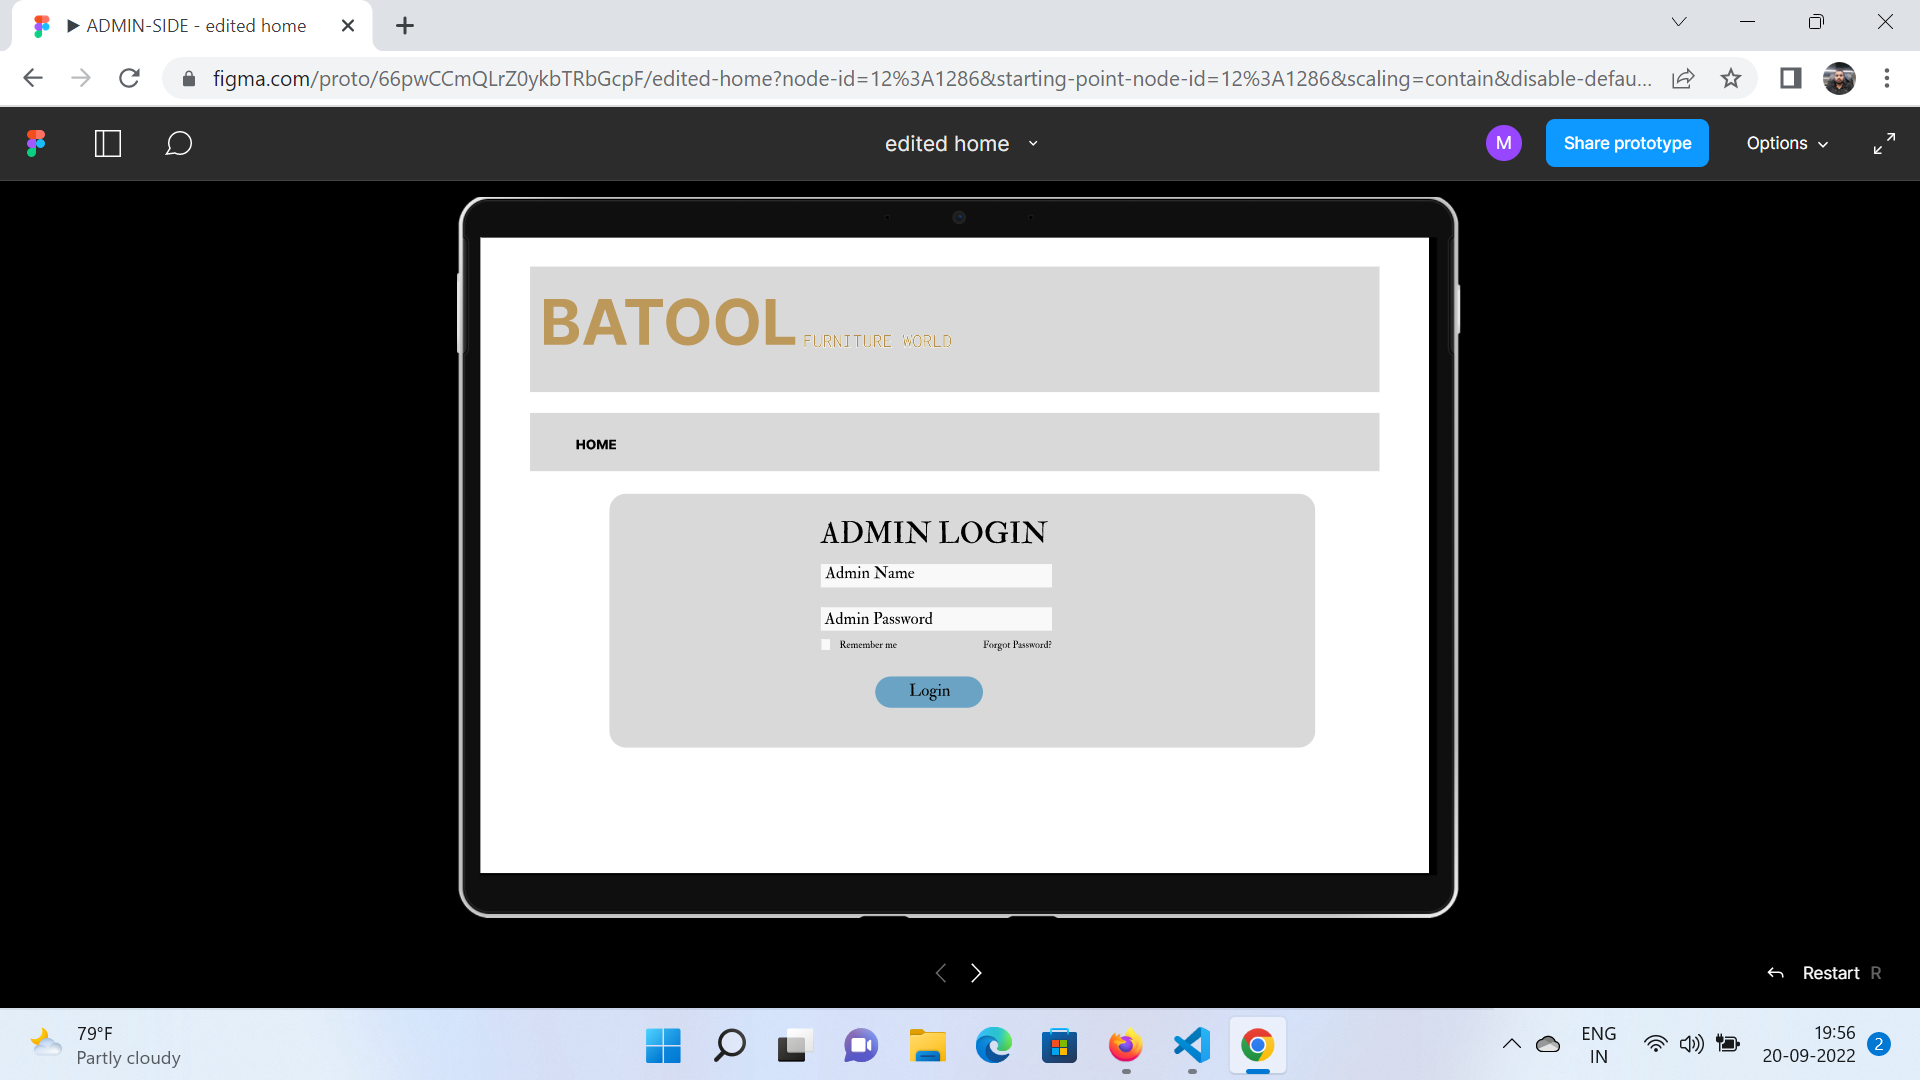 ADMIN-SIDE - edited home
figma.com/proto/66pwCCmQLrZ0ykbTRbGcpF/edited-home?node-id=12%3A1286&starting-point-node-id=12%3A1286&scaling=contain&disable-defau...
edited home
M
Share prototype
Options
BATOOL FURNITURE WORLD
HOME
ADMIN LOGIN
Admin Name
Admin Password
Remember me
Forgot Password?
Login
Restart R
79°F
Partly cloudy
ENG
IN
19:56
20-09-2022
2